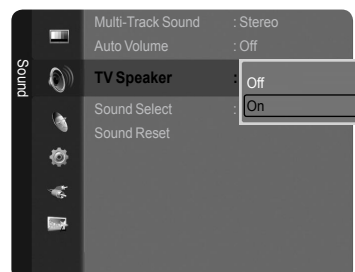 Sound
Multi-Track Sound : Stereo
Auto Volume : Off
TV Speaker :
Off
On
Sound Select :
Sound Reset